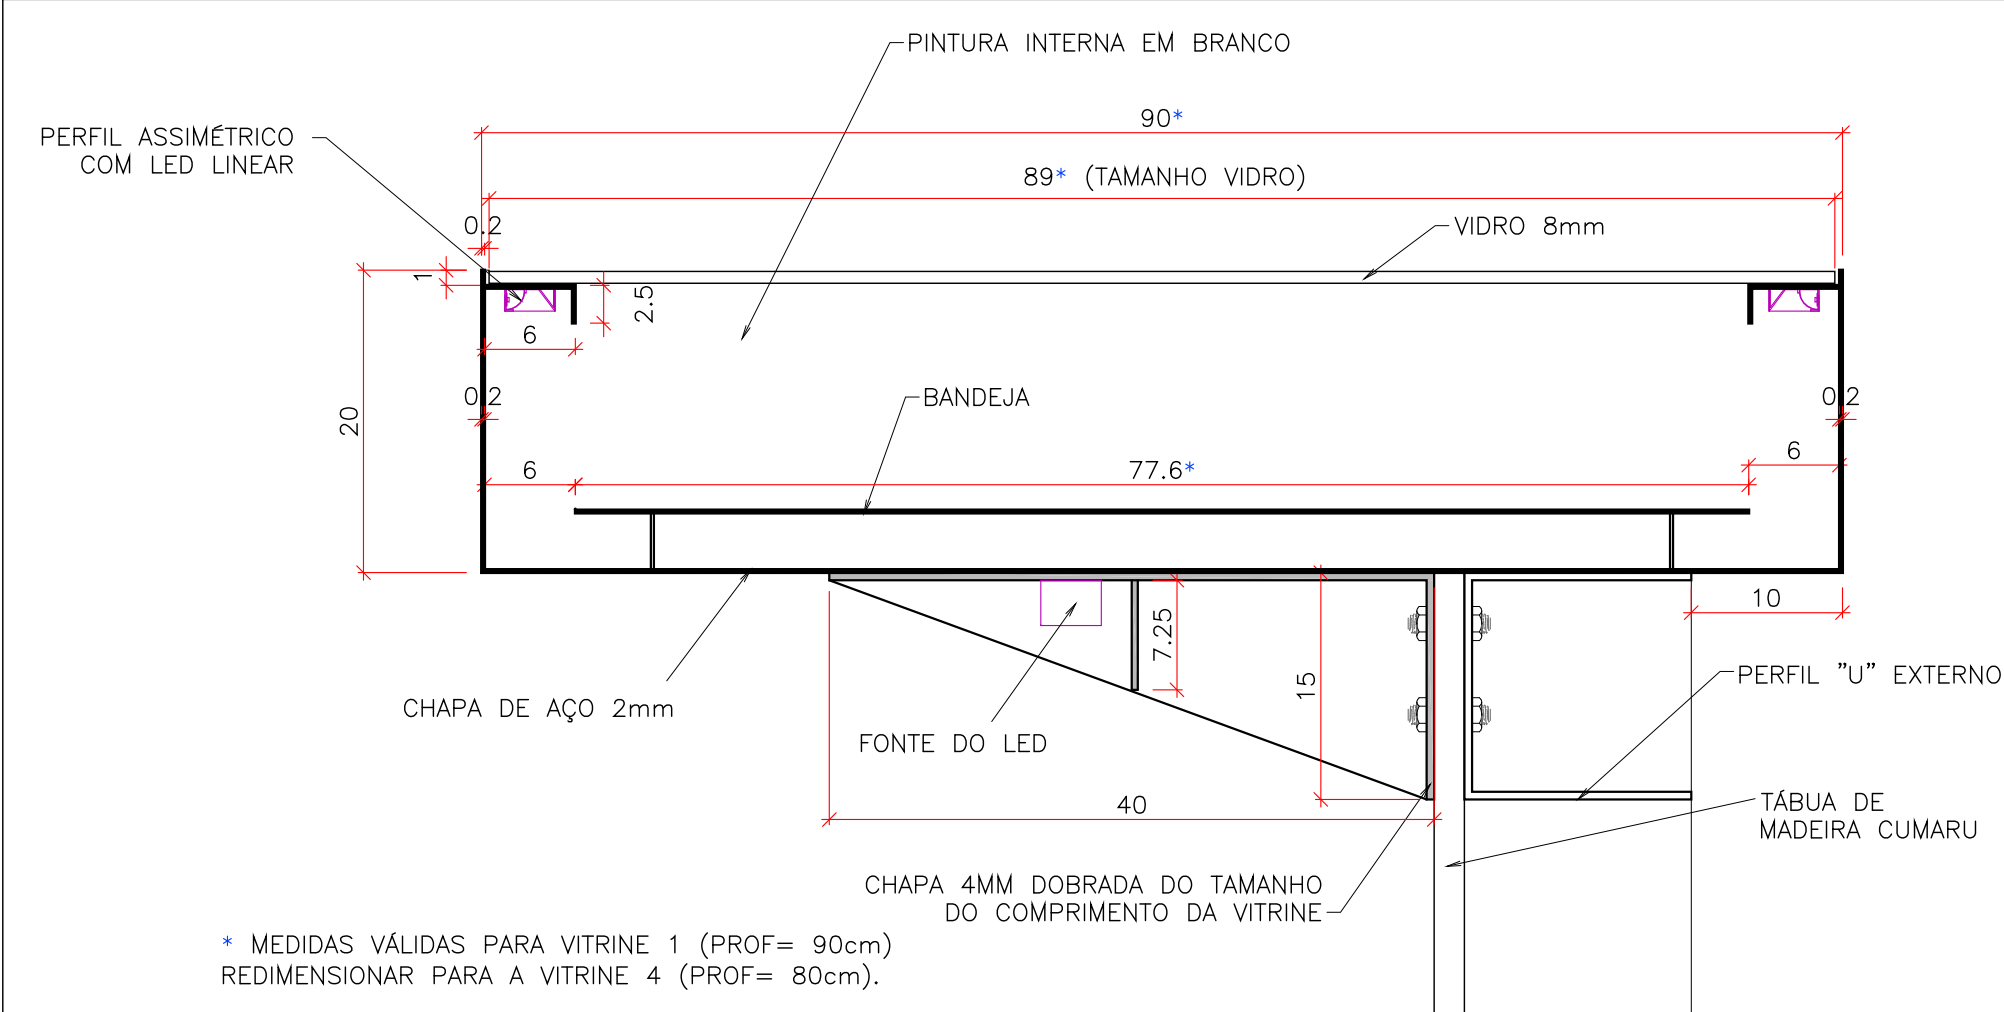 PINTURA INTERNA EM BRANCO
90*
PERFIL ASSIMÉTRICO
COM LED LINEAR
89* (TAMANHO VIDRO)
0.2
VIDRO 8mm
1
2.5
6
0.2
BANDEJA
0.2
20
6
77.6*
6
10
7.25
15
PERFIL "U" EXTERNO
CHAPA DE AÇO 2mm
FONTE DO LED
40
TÁBUA DE
MADEIRA CUMARU
CHAPA 4MM DOBRADA DO TAMANHO
DO COMPRIMENTO DA VITRINE
* MEDIDAS VÁLIDAS PARA VITRINE 1 (PROF= 90cm)
REDIMENSIONAR PARA A VITRINE 4 (PROF= 80cm).